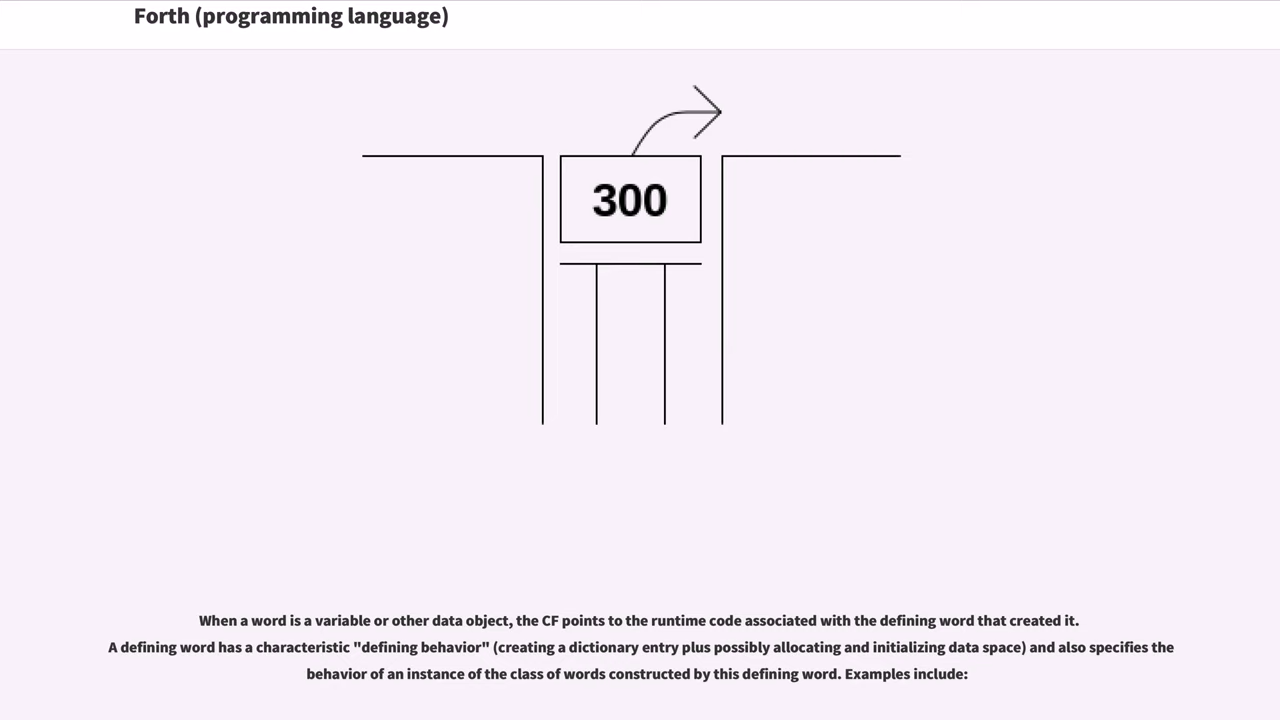 Forth (programming language)
300
When a word is a variable or other data object, the CF points to the runtime code associated with the defining word that created it.
A defining word has a characteristic "defining behavior" (creating a dictionary entry plus possibly allocating and initializing data space) and also specifies the
behavior of an instance of the class of words constructed by this defining word. Examples include: